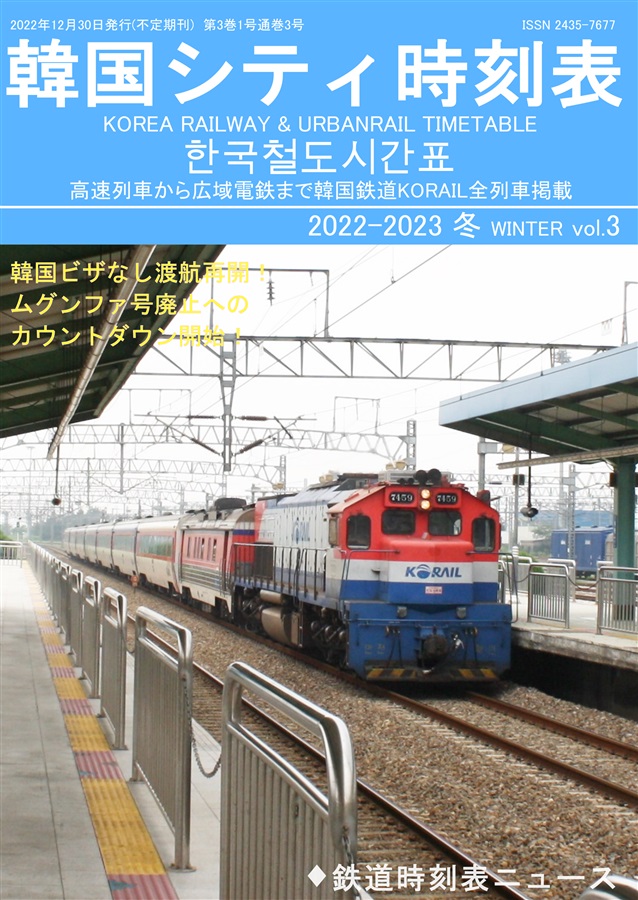 2022年12月30日発行(不定期刊) 第3巻1号通巻3号
ISSN 2435-7677
韓国シティ時刻表
KOREA RAILWAY & URBANRAIL TIMETABLE
한국철도시간표
高速列車から広域電鉄まで韓国鉄道KORAIL全列車掲載
2022-2023 冬 WINTER vol.3
韓国ビザなし渡航再開！
ムグンファ号廃止への
カウントダウン開始！
7459 7459
KORAIL
◆鉄道時刻表ニュース